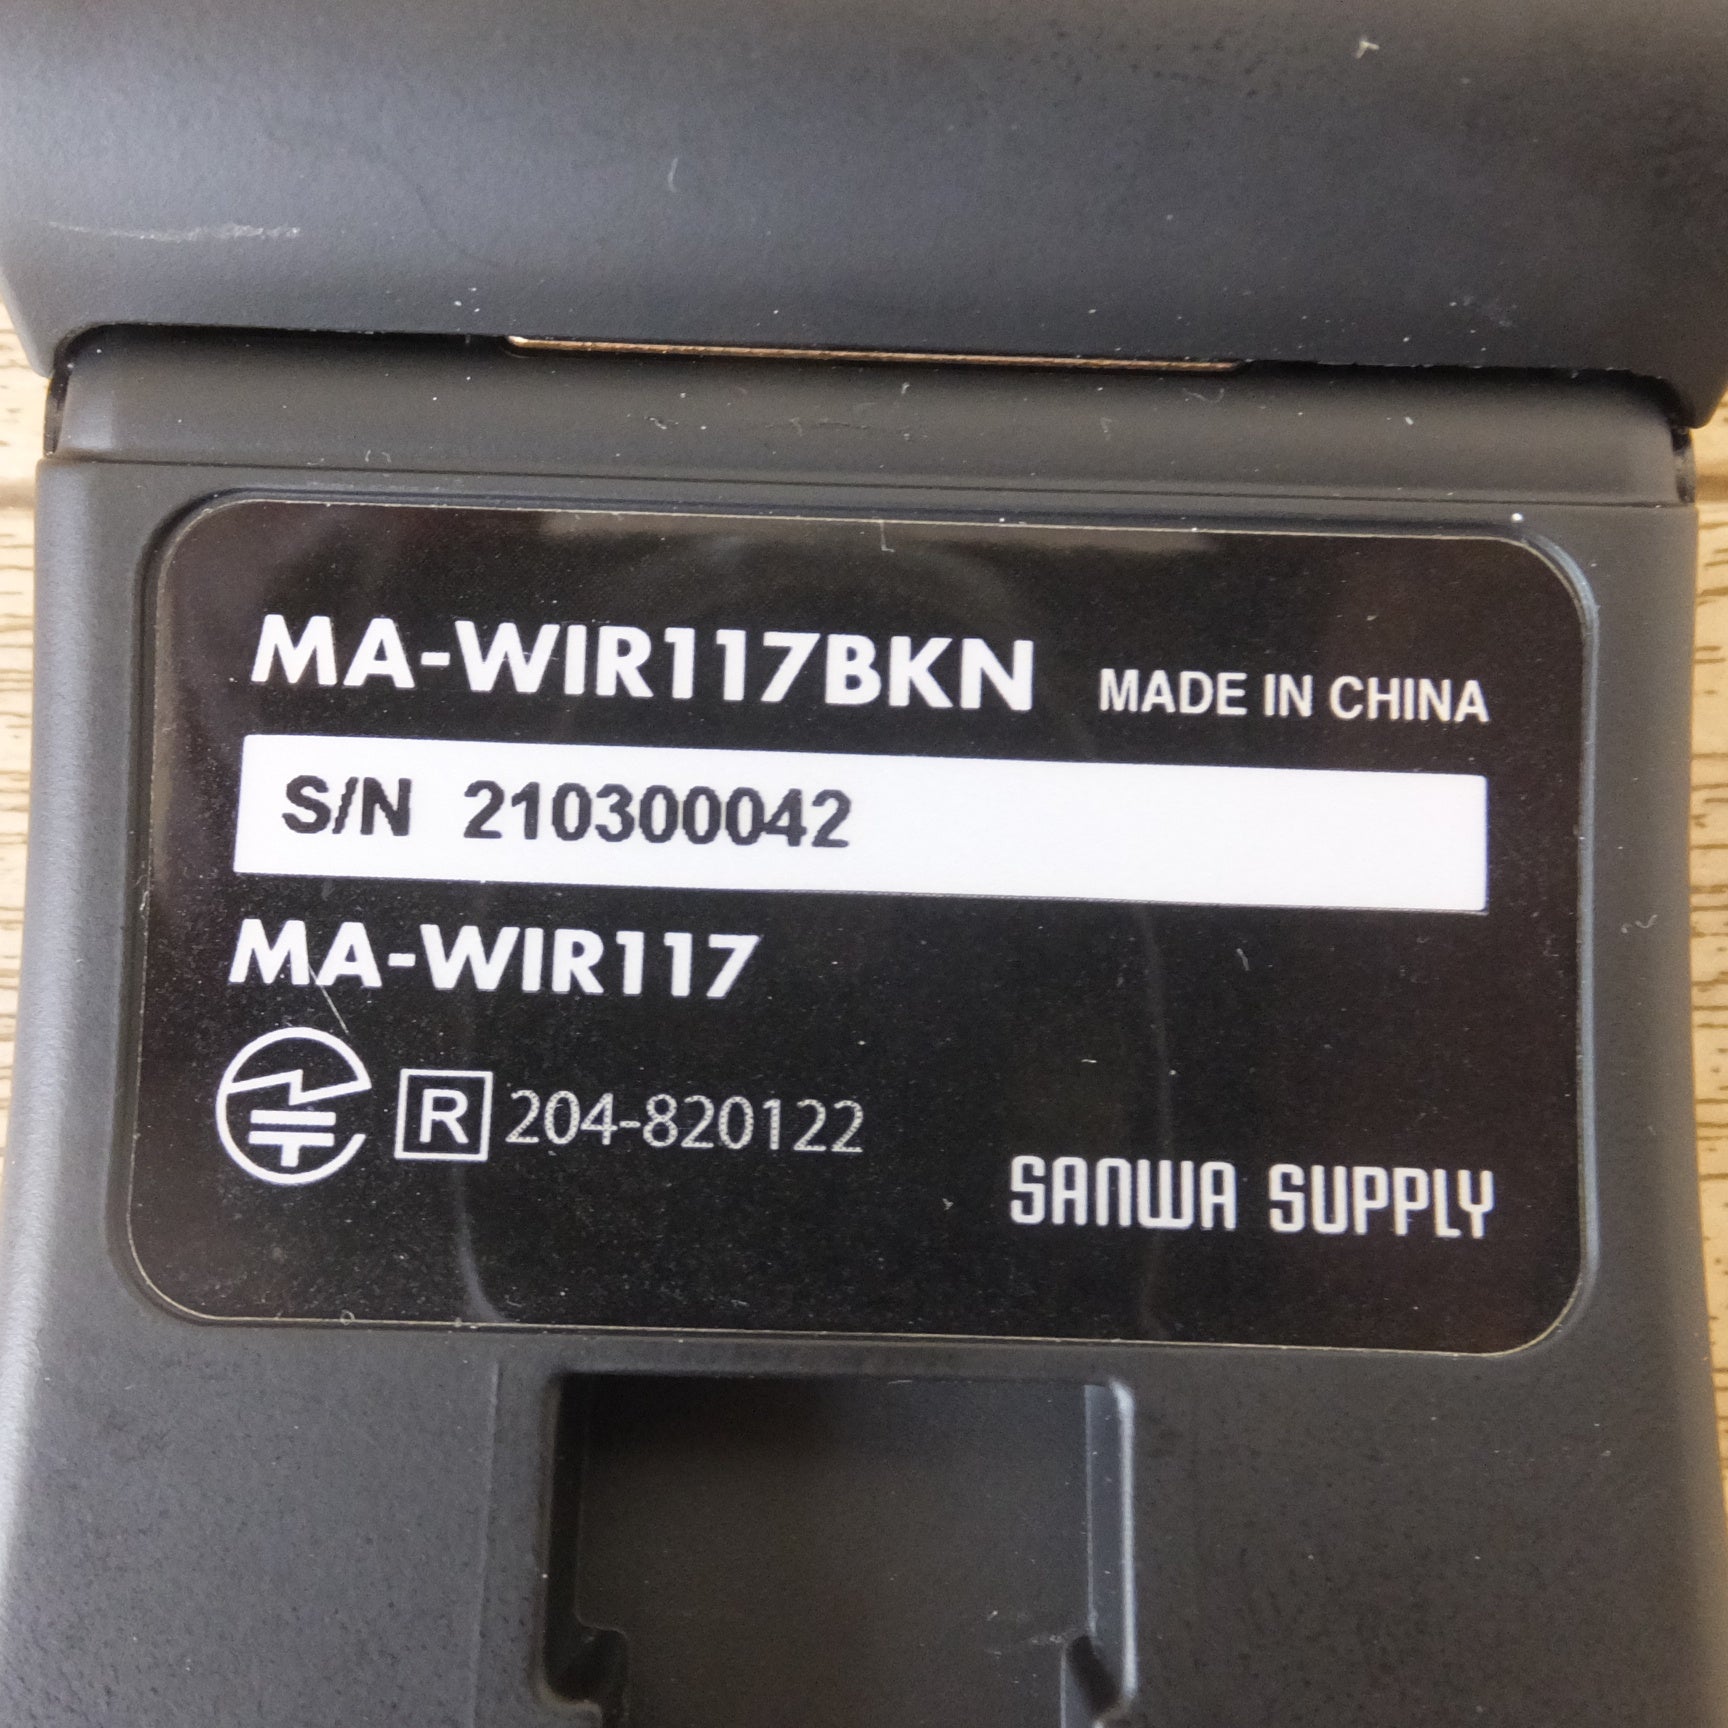 MA-WIR117BKN MADE IN CHINA
S/N 210300042
MA-WIR117
R 204-820122
SANWA SUPPLY